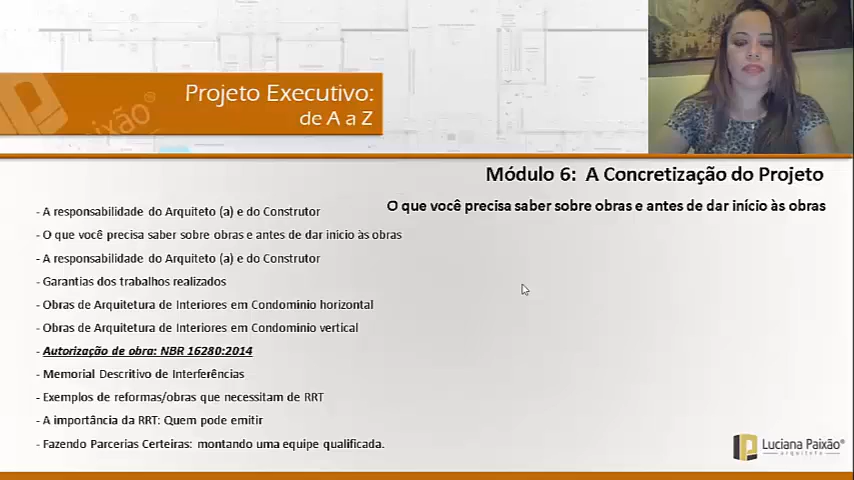 Projeto Executivo:
de A a Z
Paixão®
Módulo 6: A Concretização do Projeto
O que você precisa saber sobre obras e antes de dar início às obras
- A responsabilidade do Arquiteto (a) e do Construtor
- O que você precisa saber sobre obras e antes de dar inicio às obras
- A responsabilidade do Arquiteto (a) e do Construtor
- Garantias dos trabalhos realizados
- Obras de Arquitetura de Interiores em Condominio horizontal
- Obras de Arquitetura de Interiores em Condominio vertical
- Autorização de obra: NBR 16280:2014
- Memorial Descritivo de Interferências
- Exemplos de reformas/obras que necessitam de RRT
- A importância da RRT: Quem pode emitir
- Fazendo Parcerias Certeiras: montando uma equipe qualificada.
Luciana Paixão®
arquiteta